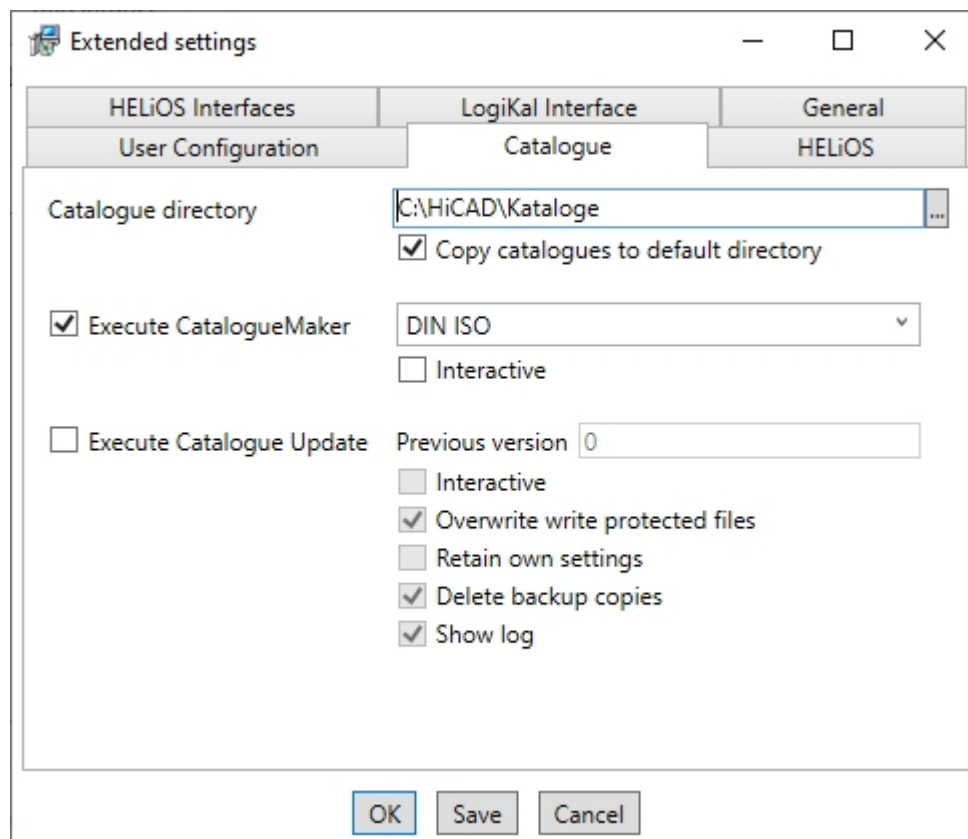 Extended settings
HELiOS Interfaces LogiKal Interface General
User Configuration Catalogue HELiOS
Catalogue directory C:\HiCAD\Kataloge ...
Copy catalogues to default directory
Execute CatalogueMaker DIN ISO
Interactive
Execute Catalogue Update Previous version 0
Interactive
Overwrite write protected files
Retain own settings
Delete backup copies
Show log
OK Save Cancel